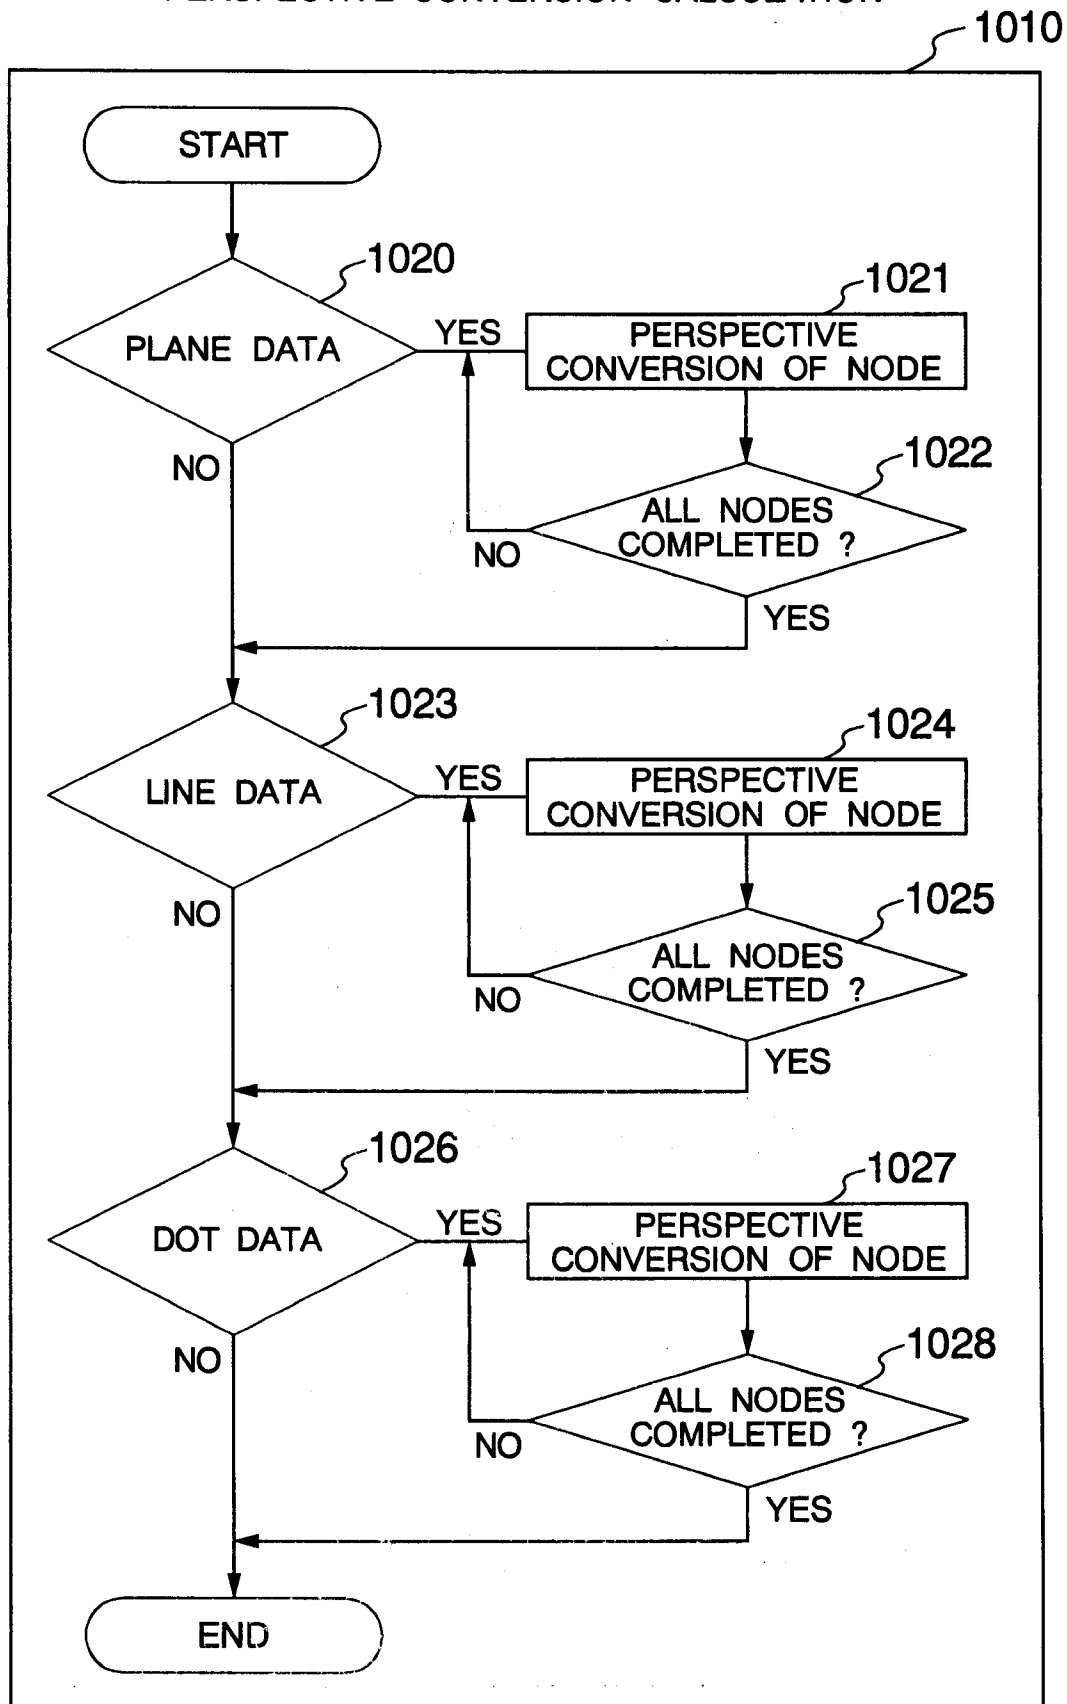 1010
START
1020
PLANE DATA
YES
1021
PERSPECTIVE
CONVERSION OF NODE
NO
1022
ALL NODES
COMPLETED ?
NO
YES
1023
LINE DATA
YES
1024
PERSPECTIVE
CONVERSION OF NODE
NO
1025
ALL NODES
COMPLETED ?
NO
YES
1026
DOT DATA
YES
1027
PERSPECTIVE
CONVERSION OF NODE
NO
1028
ALL NODES
COMPLETED ?
NO
YES
END